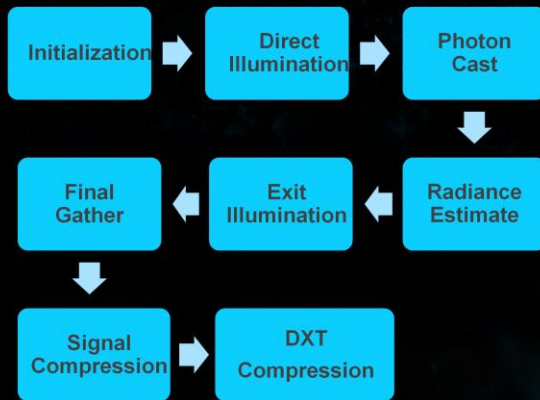 Initialization
Direct
Illumination
Photon
Cast
Radiance
Estimate
Exit
Illumination
Final
Gather
Signal
Compression
DXT
Compression